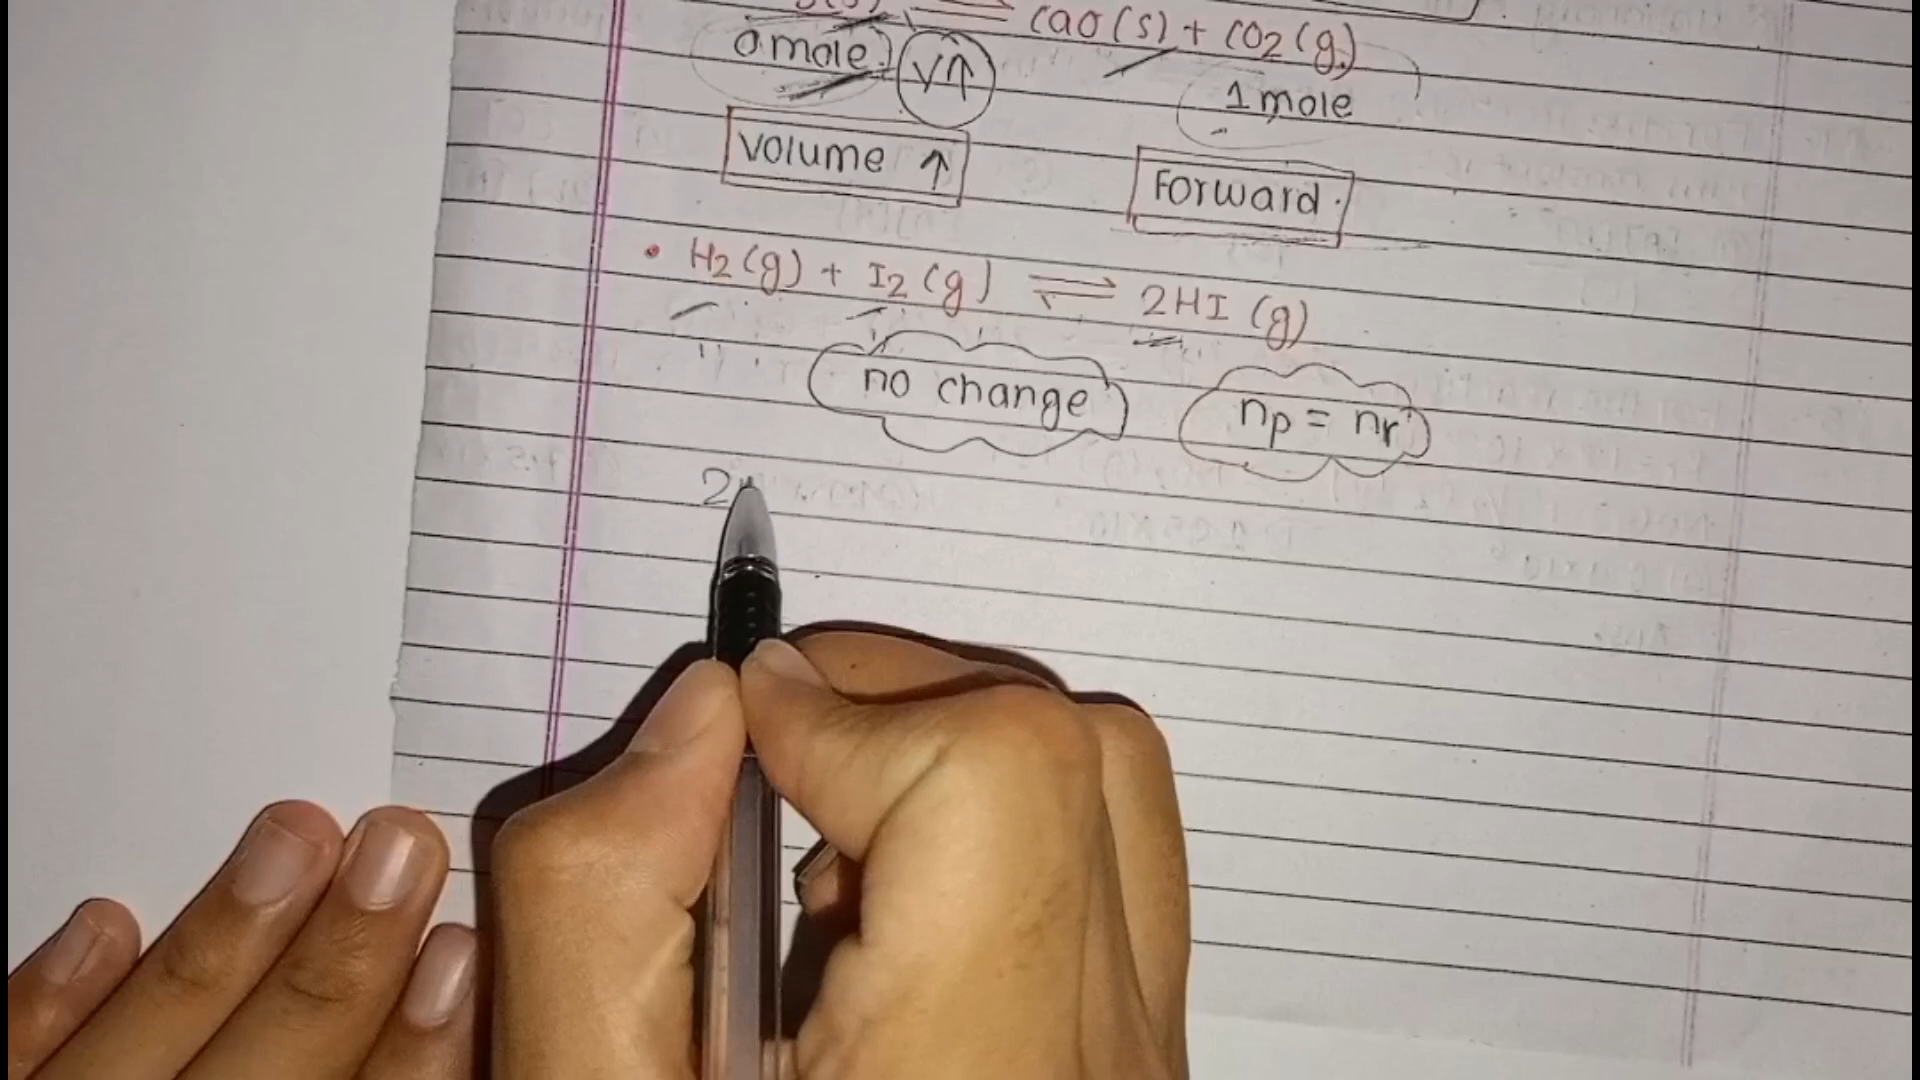 ⇌ CaO(s) + CO2(g)
0 mole V↑
1 mole
Volume ↑
Forward.
• H2(g) + I2(g) ⇌ 2HI (g)
no change
np = nr
2